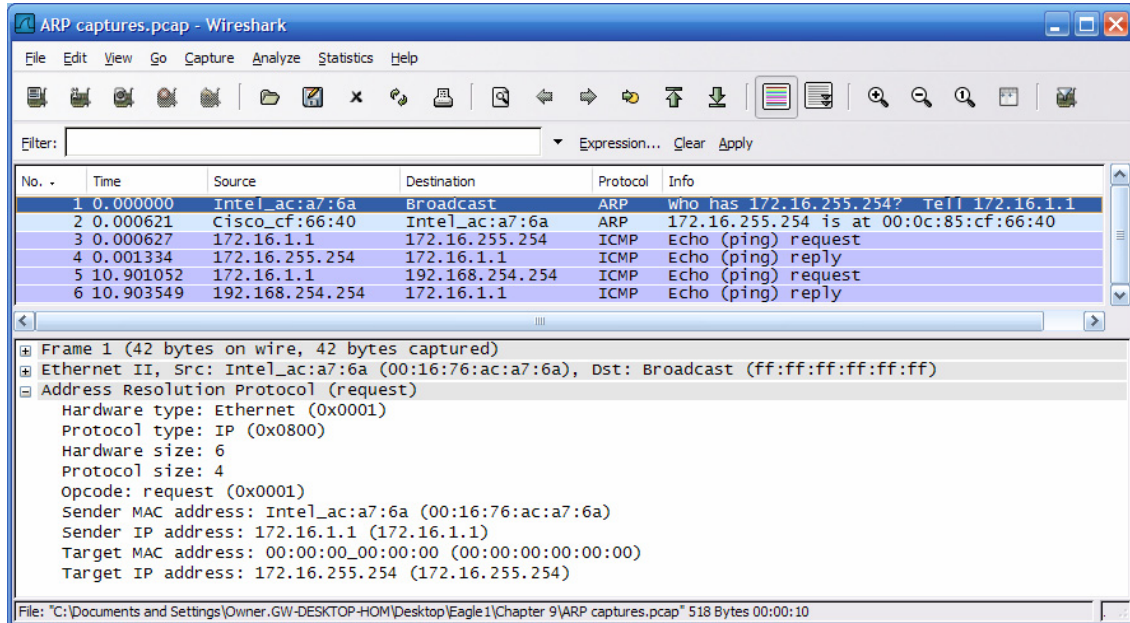 ARP captures.pcap - Wireshark
File Edit View Go Capture Analyze Statistics Help
Filter: Expression... Clear Apply
No. - Time Source Destination Protocol Info
1 0.000000 Intel_ac:a7:6a Broadcast ARP Who has 172.16.255.254? Tell 172.16.1.1
2 0.000621 Cisco_cf:66:40 Intel_ac:a7:6a ARP 172.16.255.254 is at 00:0c:85:cf:66:40
3 0.000627 172.16.1.1 172.16.255.254 ICMP Echo (ping) request
4 0.001334 172.16.255.254 172.16.1.1 ICMP Echo (ping) reply
5 10.901052 172.16.1.1 192.168.254.254 ICMP Echo (ping) request
6 10.903549 192.168.254.254 172.16.1.1 ICMP Echo (ping) reply
Frame 1 (42 bytes on wire, 42 bytes captured)
Ethernet II, Src: Intel_ac:a7:6a (00:16:76:ac:a7:6a), Dst: Broadcast (ff:ff:ff:ff:ff:ff)
Address Resolution Protocol (request)
Hardware type: Ethernet (0x0001)
Protocol type: IP (0x0800)
Hardware size: 6
Protocol size: 4
Opcode: request (0x0001)
Sender MAC address: Intel_ac:a7:6a (00:16:76:ac:a7:6a)
Sender IP address: 172.16.1.1 (172.16.1.1)
Target MAC address: 00:00:00_00:00:00 (00:00:00:00:00:00)
Target IP address: 172.16.255.254 (172.16.255.254)
File: "C:\Documents and Settings\Owner.GW-DESKTOP-HOM\Desktop\Eagle1\Chapter 9\ARP captures.pcap" 518 Bytes 00:00:10